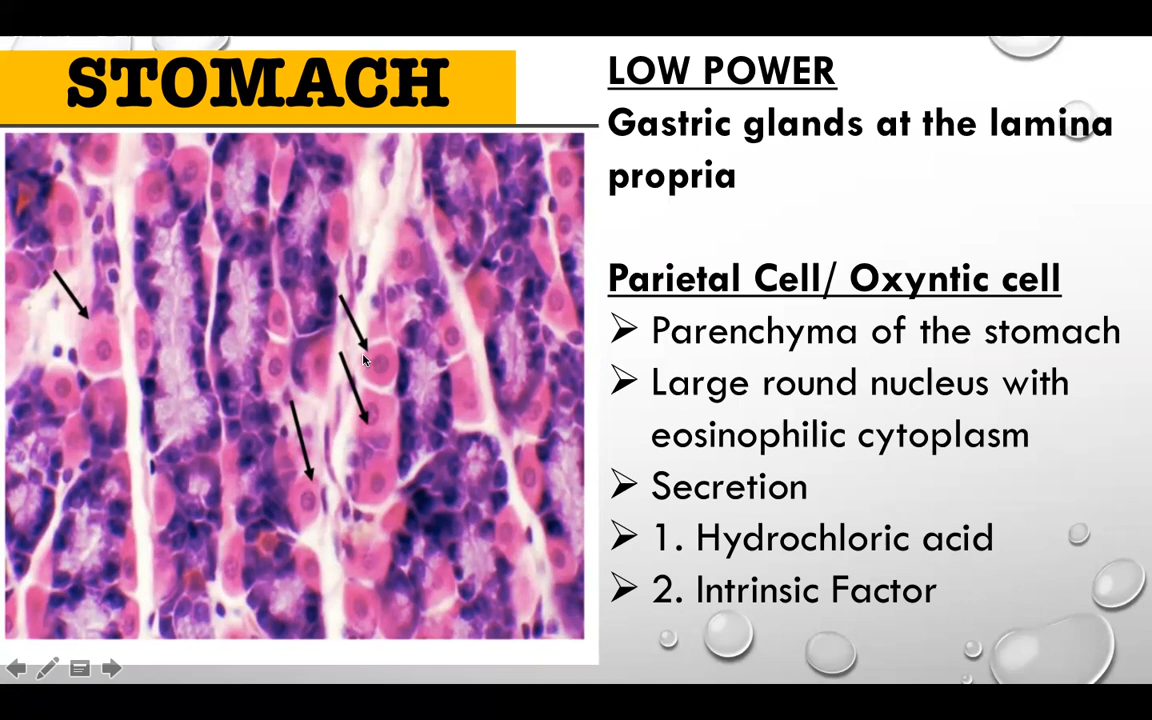 STOMACH
LOW POWER
Gastric glands at the lamina
propria
Parietal Cell/ Oxyntic cell
➢ Parenchyma of the stomach
➢ Large round nucleus with
eosinophilic cytoplasm
➢ Secretion
➢ 1. Hydrochloric acid
➢ 2. Intrinsic Factor